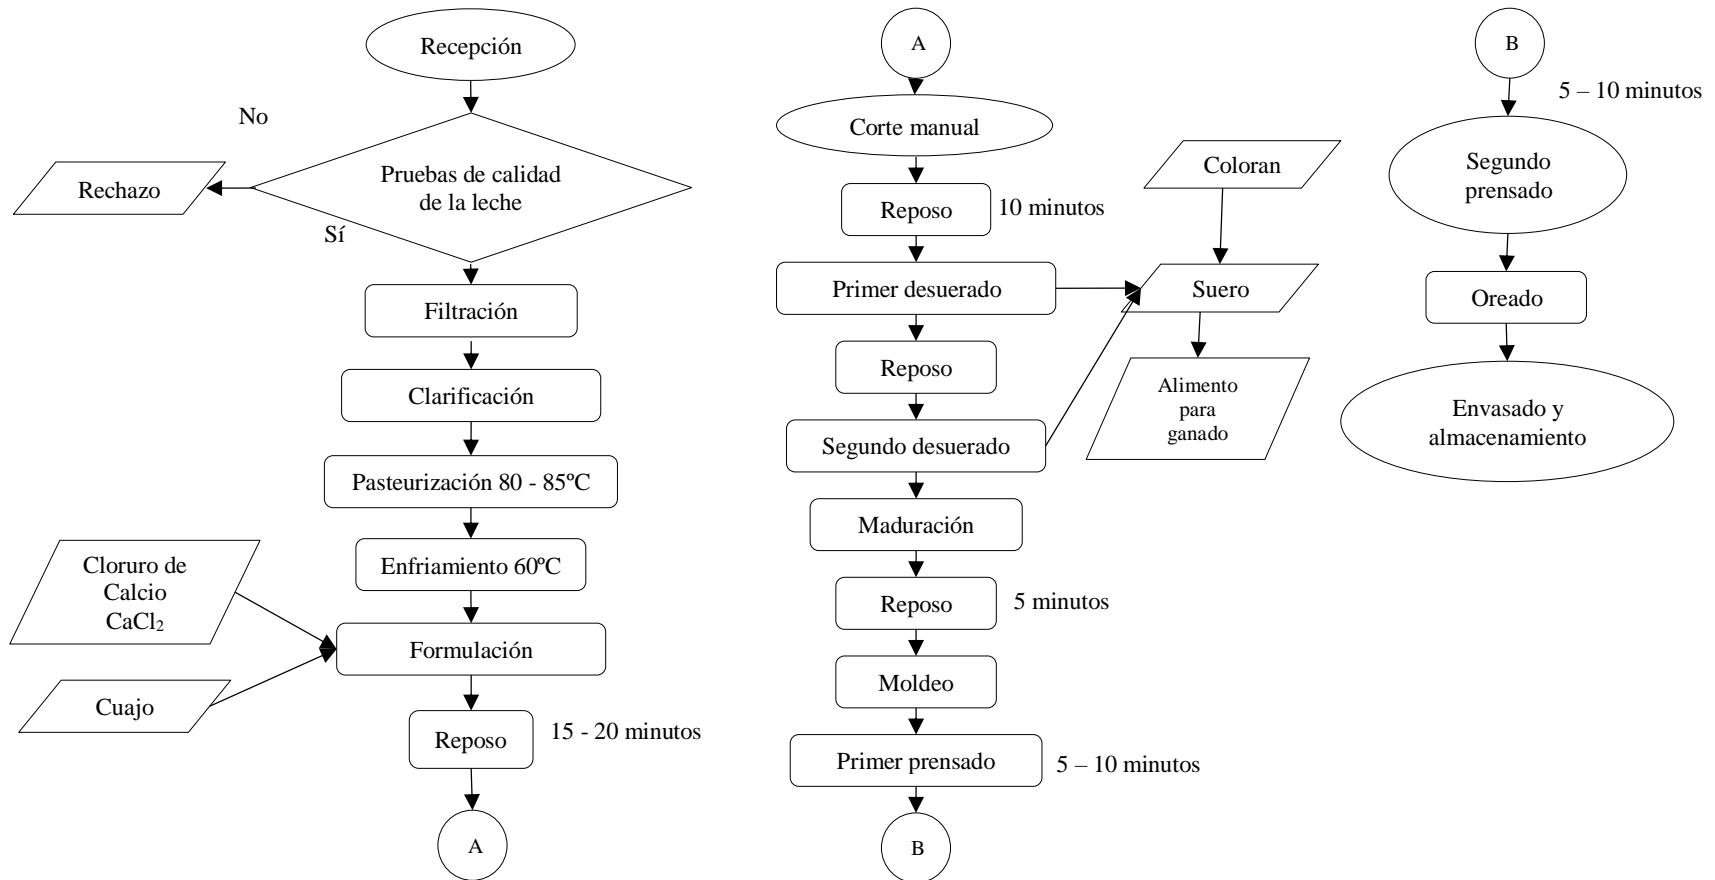 Recepción
No
Pruebas de calidad
de la leche
Rechazo
Sí
Filtración
Clarificación
Pasteurización 80 - 85ºC
Enfriamiento 60ºC
Cloruro de
Calcio
CaCl₂
Formulación
Cuajo
Reposo
15 - 20 minutos
A
A
Corte manual
Reposo
10 minutos
Coloran
Primer desuerado
Suero
Reposo
Alimento
para
ganado
Segundo desuerado
Maduración
Reposo
5 minutos
Moldeo
Primer prensado
5 – 10 minutos
B
B
5 – 10 minutos
Segundo
prensado
Oreado
Envasado y
almacenamiento